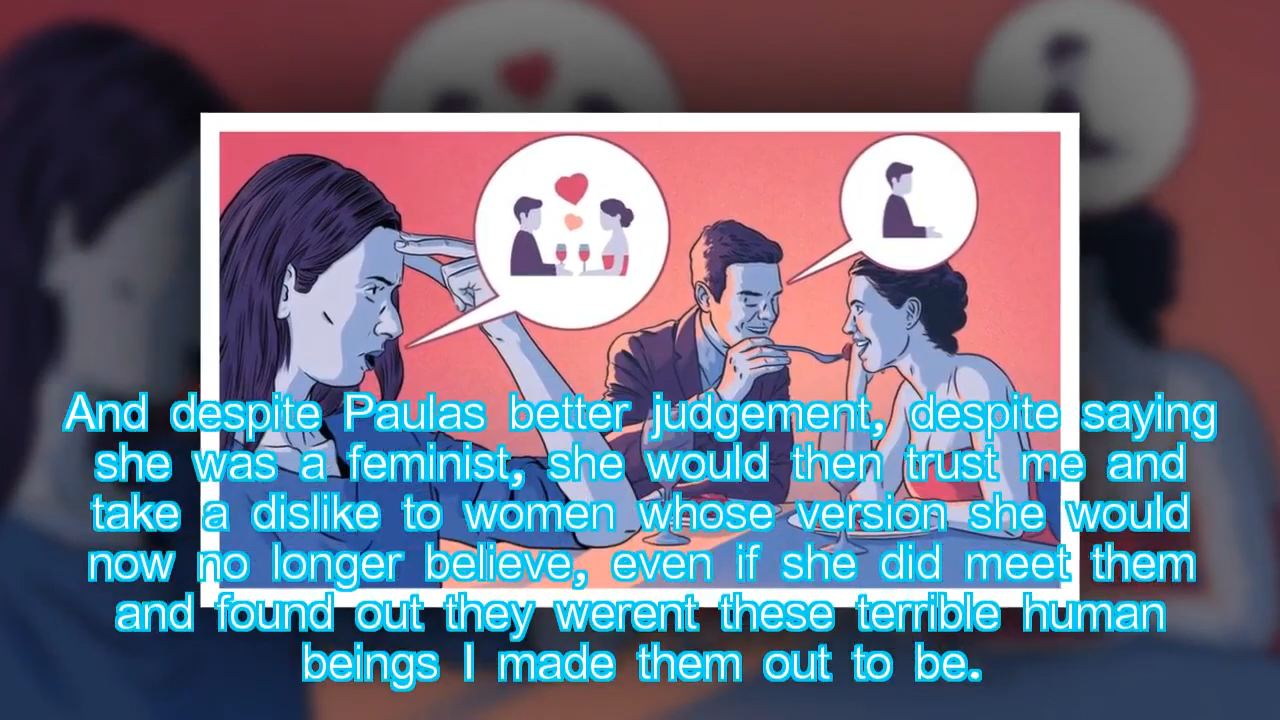 And despite Paulas better judgement, despite saying
she was a feminist, she would then trust me and
take a dislike to women whose version she would
now no longer believe, even if she did meet them
and found out they werent these terrible human
beings I made them out to be.